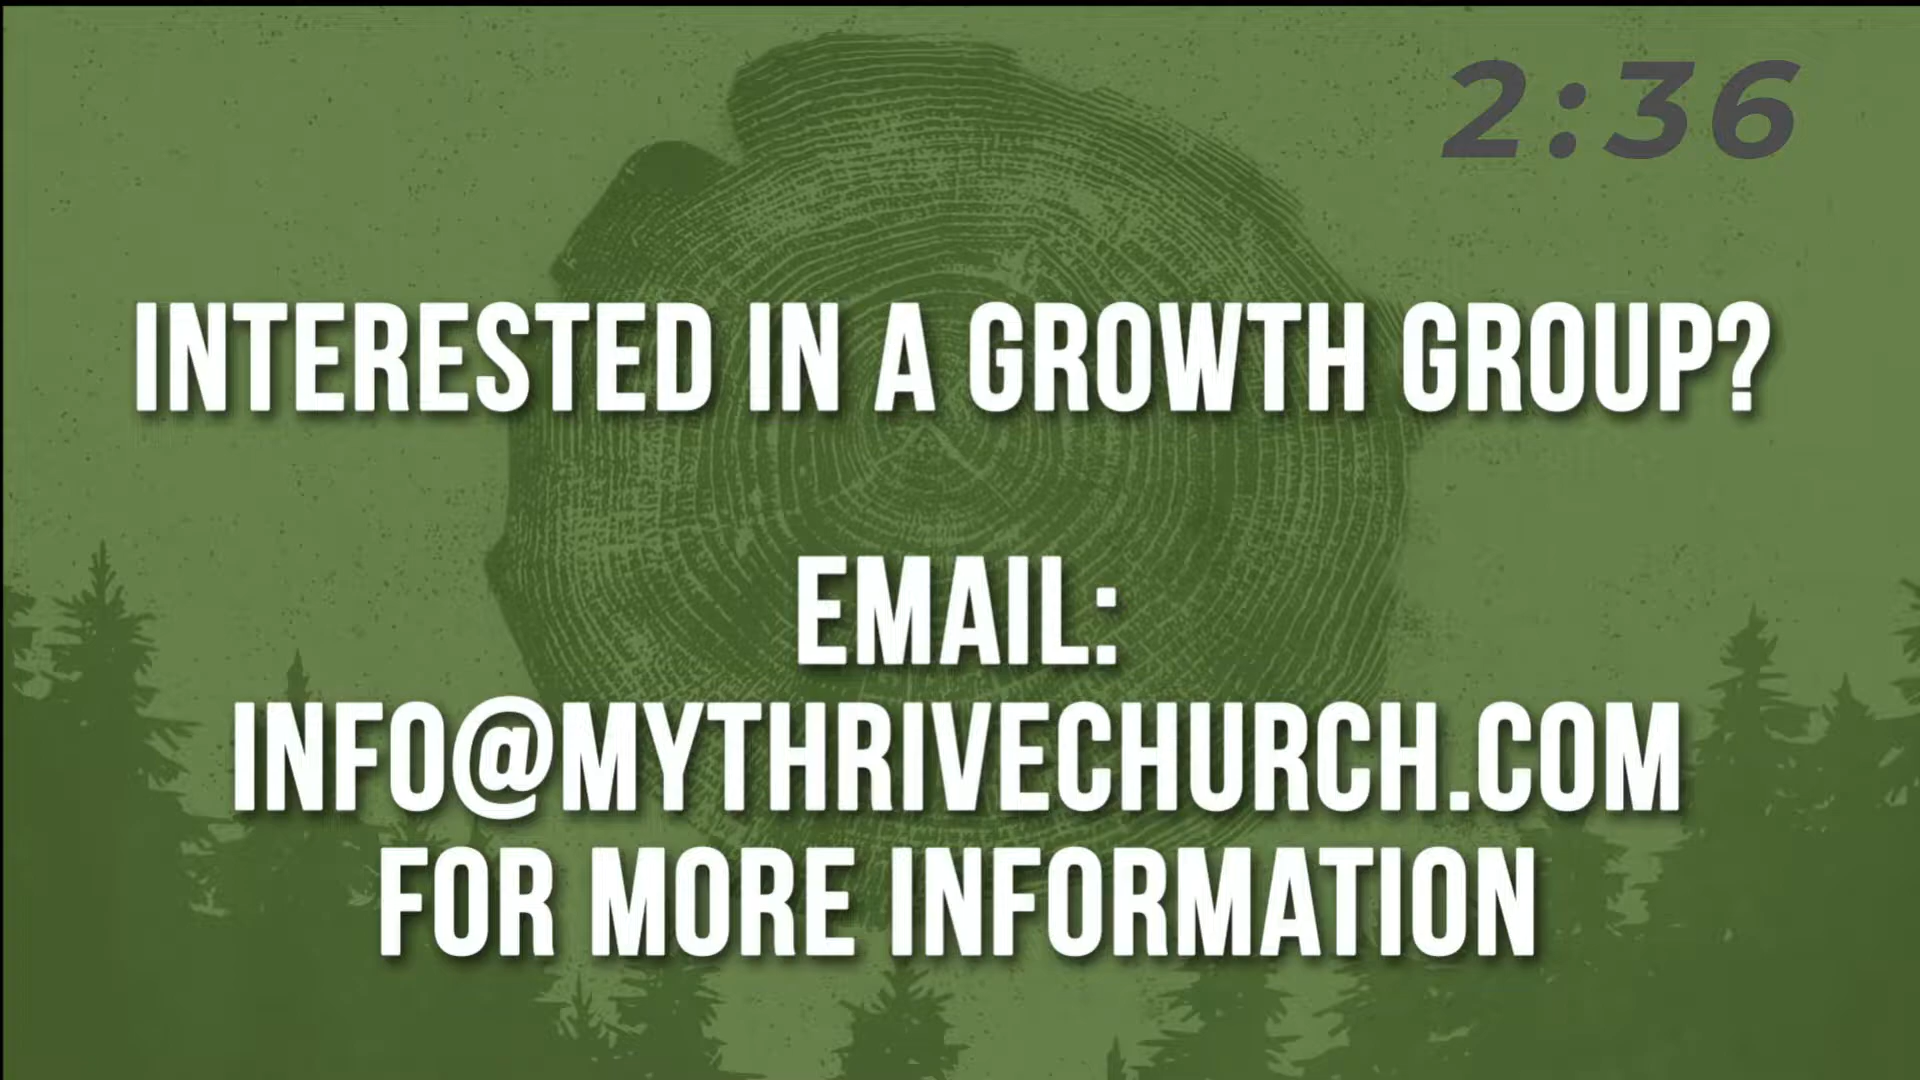 2:36
INTERESTED IN A GROWTH GROUP?
EMAIL:
INFO@MYTHRIVECHURCH.COM
FOR MORE INFORMATION